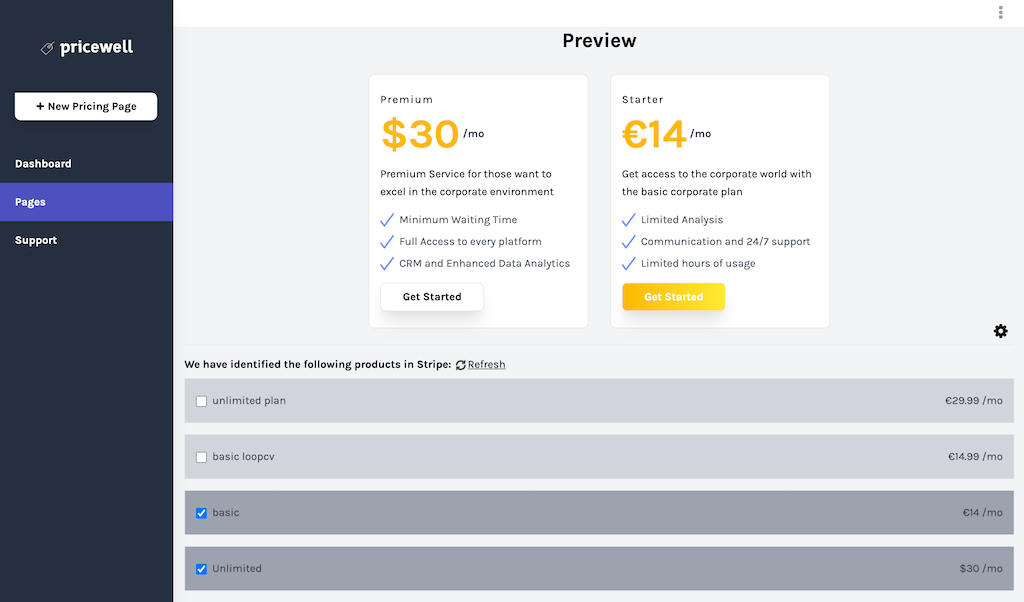 pricewell
+ New Pricing Page
Dashboard
Pages
Support
Preview
Premium
$30 /mo
Premium Service for those want to
excel in the corporate environment
Minimum Waiting Time
Full Access to every platform
CRM and Enhanced Data Analytics
Get Started
Starter
€14 /mo
Get access to the corporate world with
the basic corporate plan
Limited Analysis
Communication and 24/7 support
Limited hours of usage
Get Started
We have identified the following products in Stripe: Refresh
unlimited plan €29.99 /mo
basic loopcv €14.99 /mo
basic €14 /mo
Unlimited $30 /mo